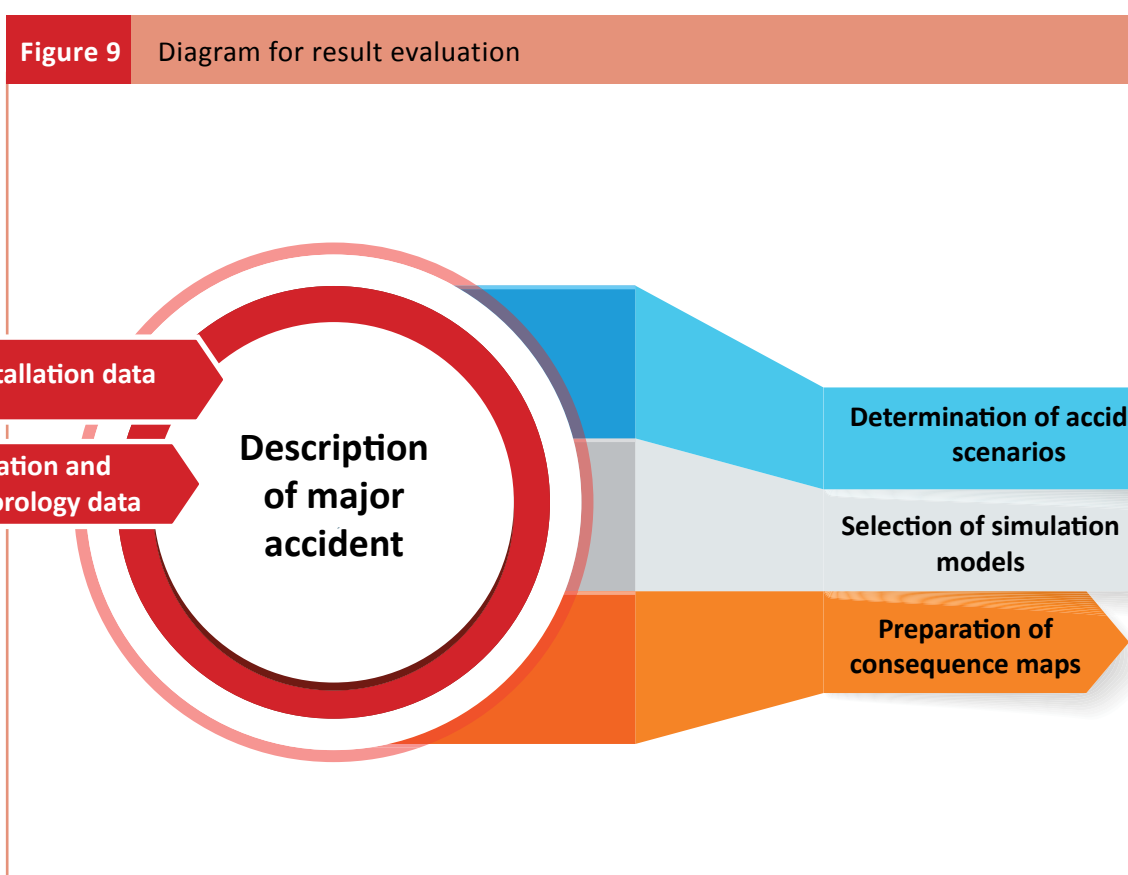 Figure 9 Diagram for result evaluation
tallation data
ation and
orology data
Description
of major
accident
Determination of accid
scenarios
Selection of simulation
models
Preparation of
consequence maps